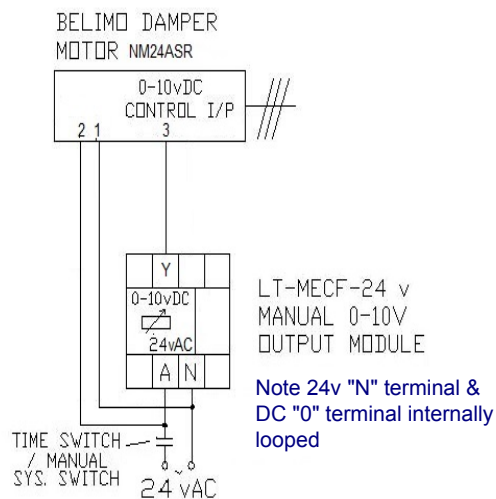 BELIMO DAMPER
MOTOR NM24ASR
0-10vDC
CONTROL I/P
2 1 3
Y
0-10vDC
24vAC
A N
LT-MECF-24 v
MANUAL 0-10V
OUTPUT MODULE
Note 24v "N" terminal &
DC "0" terminal internally
looped
TIME SWITCH
/ MANUAL
SYS. SWITCH
24 vAC
~